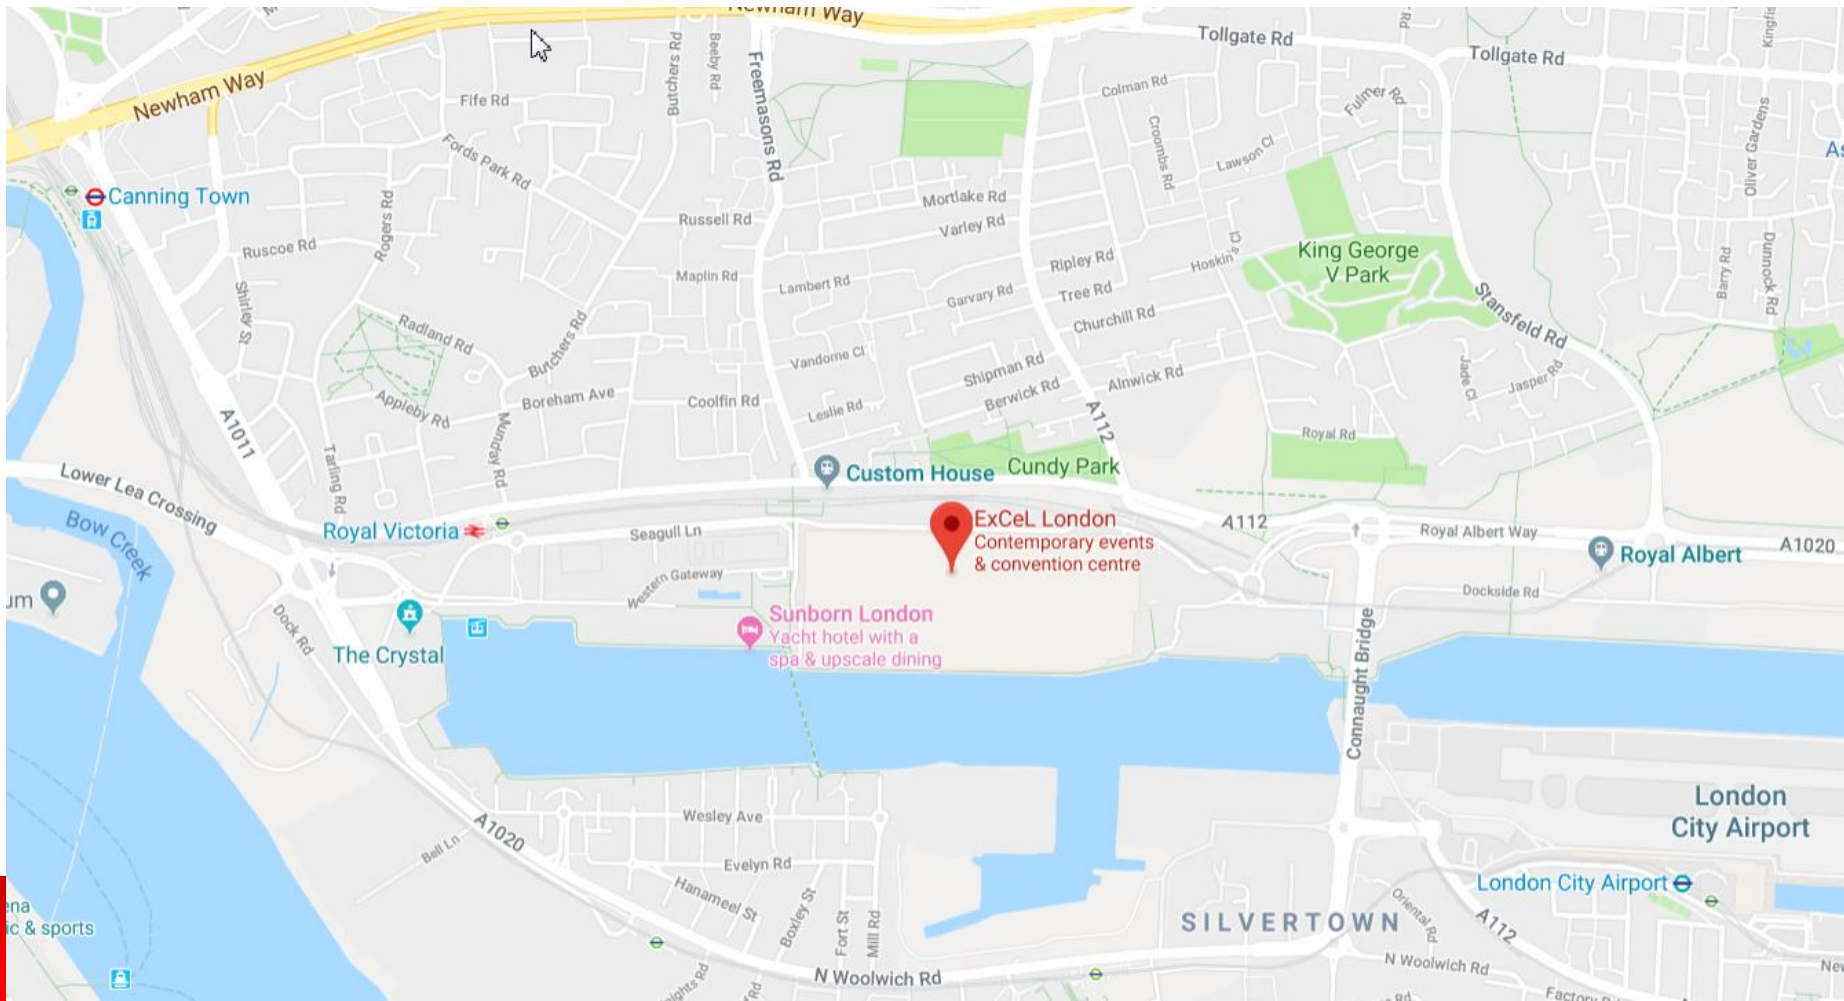 Newham Way
Tollgate Rd
Tollgate Rd
Newham Way
Fife Rd
Butchers Rd
Beeby Rd
Freemasons Rd
Colman Rd
Fulmer Rd
Croombs Rd
Lawson Cl
Oliver Gardens
Canning Town
Fords Park Rd
Rogers Rd
Mortlake Rd
Varley Rd
Russell Rd
Ruscoe Rd
Maplin Rd
Lambert Rd
Garvary Rd
Ripley Rd
Tree Rd
Hoskin's Cl
King George
V Park
Barry Rd
Dunnock Rd
Shirley St
Radland Rd
Butchers Rd
Churchill Rd
Stansfeld Rd
Vandome Cl
Shipman Rd
Berwick Rd
Alnwick Rd
Jade Cl
Jasper Rd
Appleby Rd
Boreham Ave
Coolfin Rd
Leslie Rd
A1011
Munday Rd
A112
Royal Rd
Tarling Rd
Lower Lea Crossing
Custom House
Cundy Park
Bow Creek
Royal Victoria
Seagull Ln
ExCeL London
Contemporary events
& convention centre
A112
Royal Albert Way
Royal Albert
A1020
Western Gateway
Dockside Rd
Dock Rd
The Crystal
Sunborn London
Yacht hotel with a
spa & upscale dining
Connaught Bridge
London
City Airport
A1020
Bell Ln
Wesley Ave
Evelyn Rd
Hanameel St
Boxley St
Fort St
Mill Rd
London City Airport
SILVERTOWN
Oriental Rd
A112
& sports
N Woolwich Rd
N Woolwich Rd
Factory